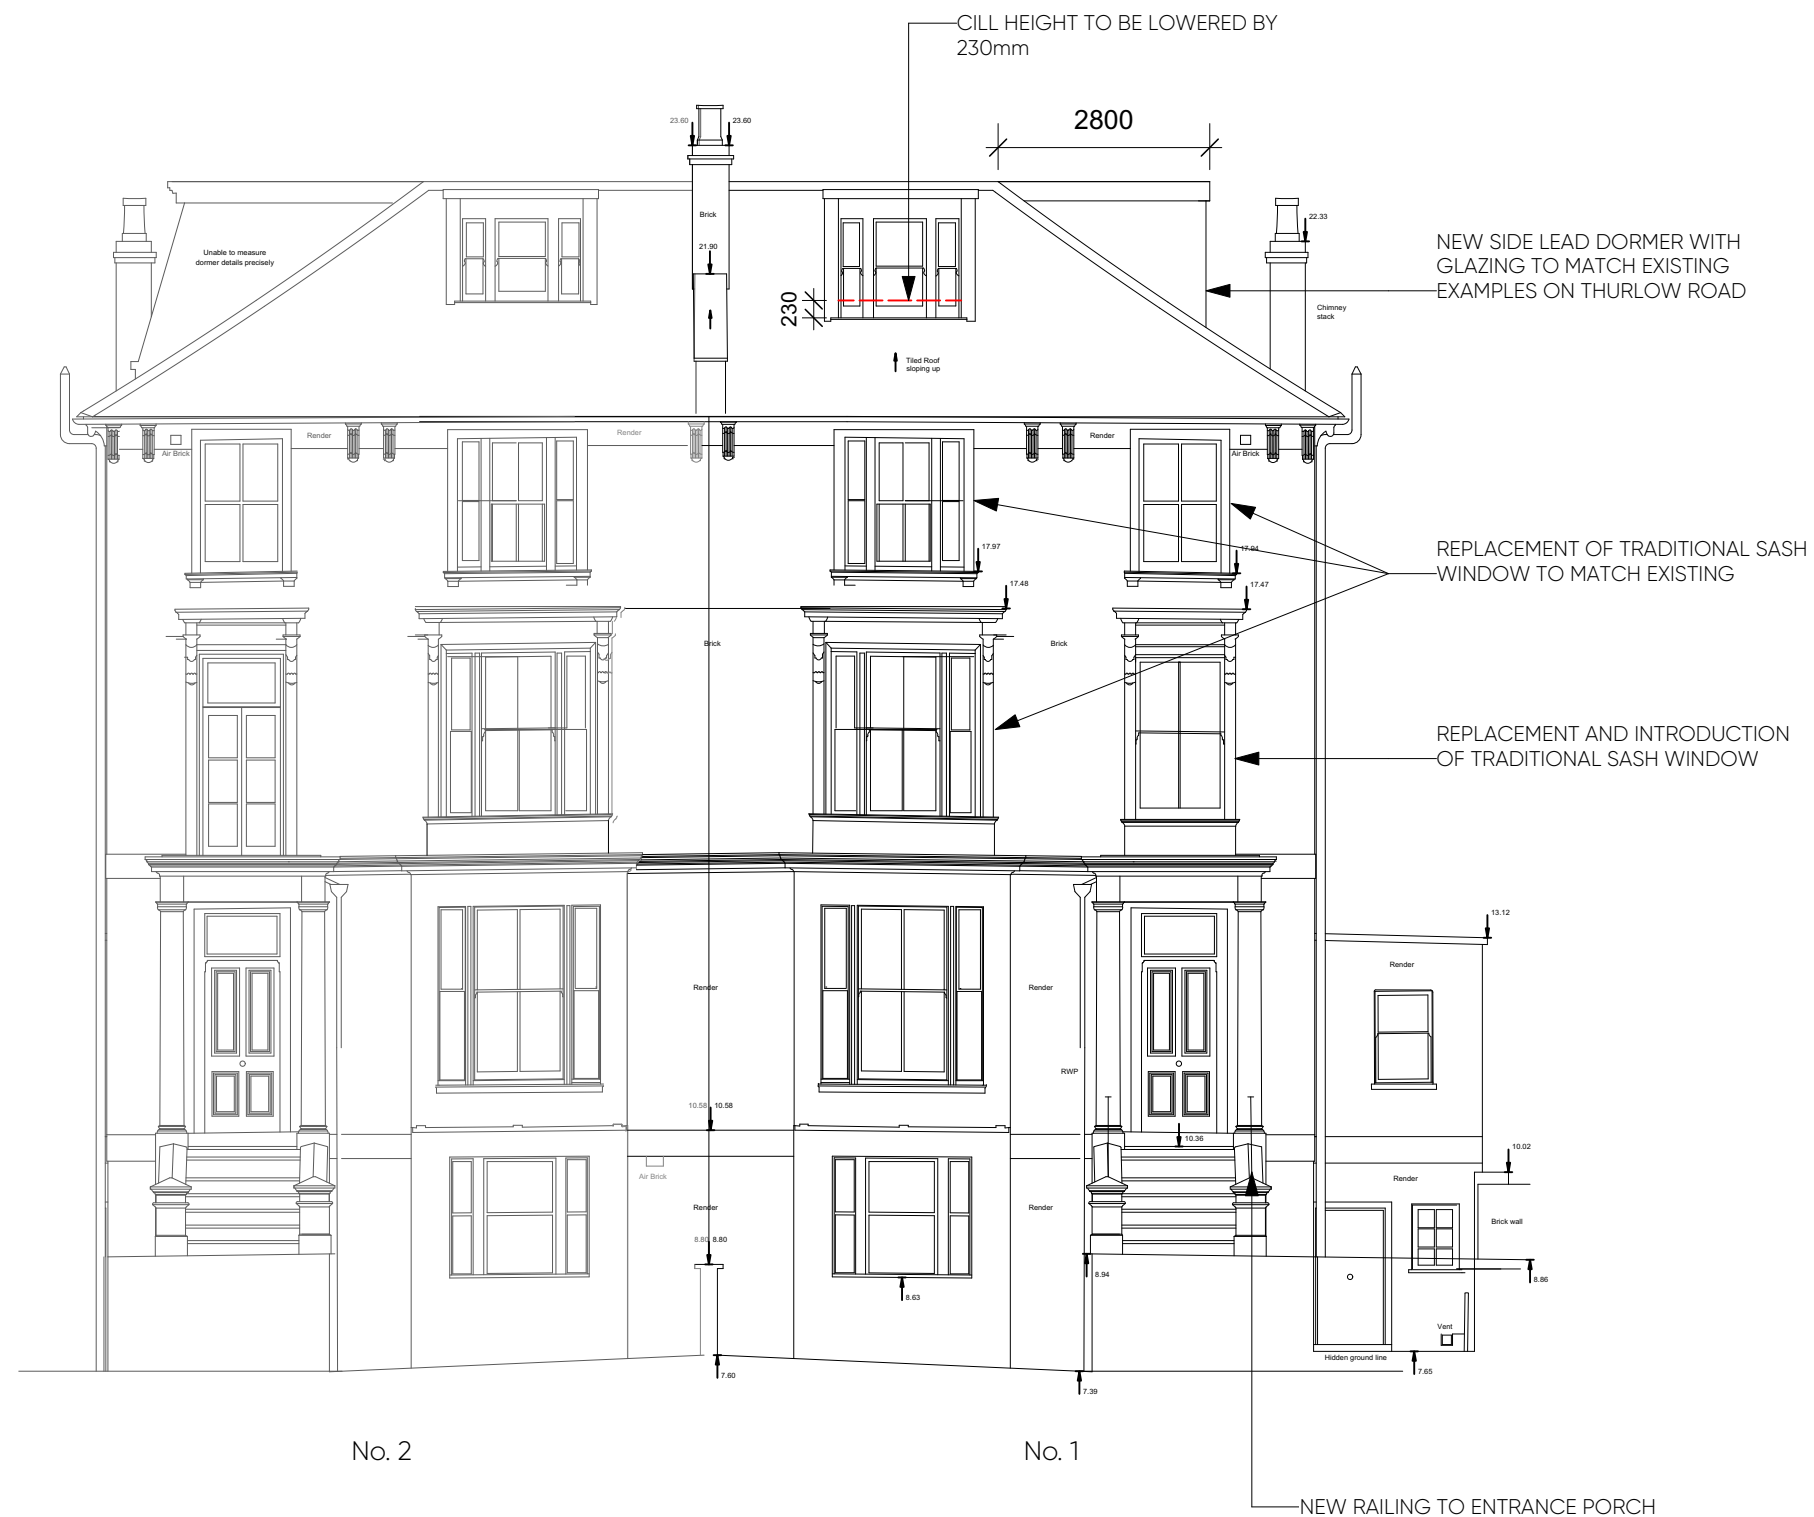 CILL HEIGHT TO BE LOWERED BY
230mm
2800
23.60
23.60
Brick
21.90
22.33
Unable to measure
dormer details precisely
NEW SIDE LEAD DORMER WITH
GLAZING TO MATCH EXISTING
EXAMPLES ON THURLOW ROAD
230
Chimney
stack
Tiled Roof
sloping up
Render
Render
Render
Air Brick
Air Brick
17.97
17.94
REPLACEMENT OF TRADITIONAL SASH
WINDOW TO MATCH EXISTING
17.48
17.47
Brick
Brick
REPLACEMENT AND INTRODUCTION
OF TRADITIONAL SASH WINDOW
13.12
Render
Render
Render
RWP
10.58
10.58
10.36
10.02
Air Brick
Render
Render
Render
Brick wall
8.80
8.80
8.94
8.86
8.63
Vent
Hidden ground line
7.60
7.65
7.39
No. 2
No. 1
NEW RAILING TO ENTRANCE PORCH